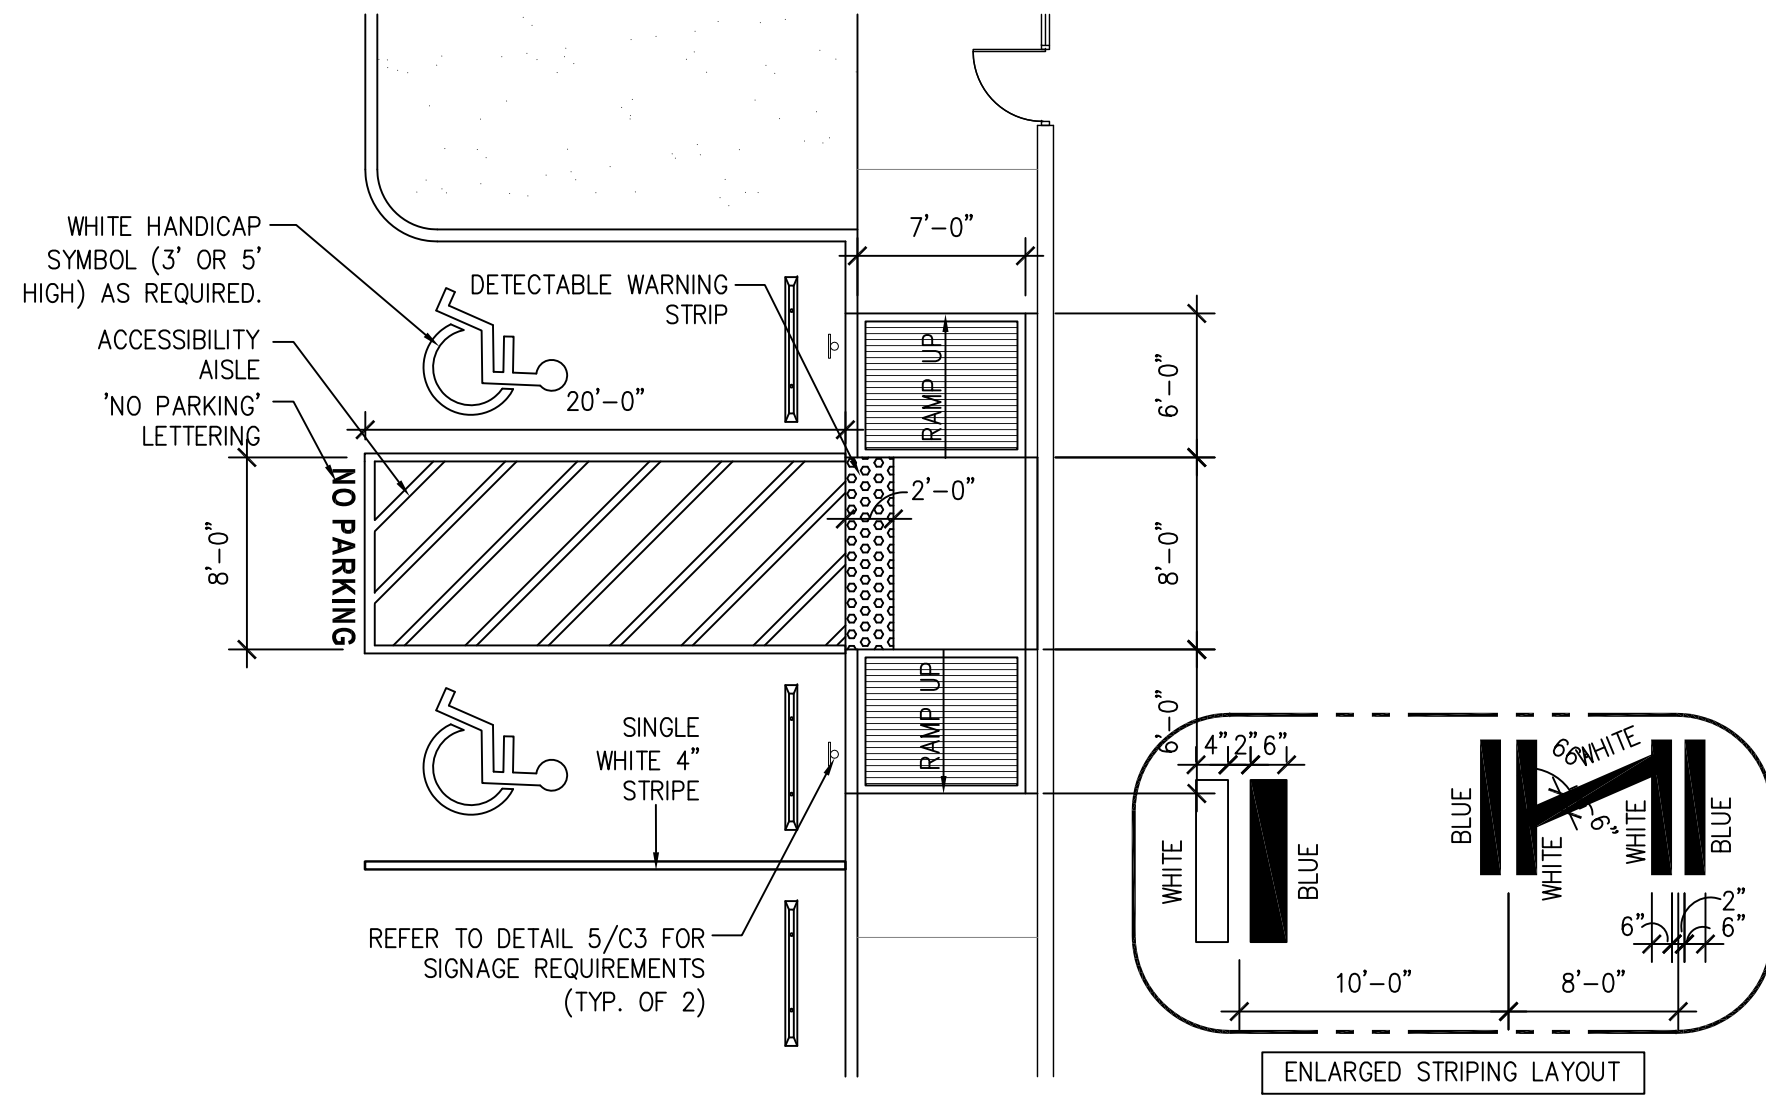 WHITE HANDICAP
SYMBOL (3' OR 5'
HIGH) AS REQUIRED.
ACCESSIBILITY
AISLE
'NO PARKING'
LETTERING
8'-0"
NO PARKING
20'-0"
DETECTABLE WARNING
STRIP
7'-0"
RAMP UP
2'-0"
RAMP UP
6'-0"
8'-0"
6'-0"
SINGLE
WHITE 4"
STRIPE
REFER TO DETAIL 5/C3 FOR
SIGNAGE REQUIREMENTS
(TYP. OF 2)
4" 2" 6"
WHITE
BLUE
BLUE
WHITE
WHITE
6"
WHITE
BLUE
2"
6"
6"
10'-0"
8'-0"
ENLARGED STRIPING LAYOUT